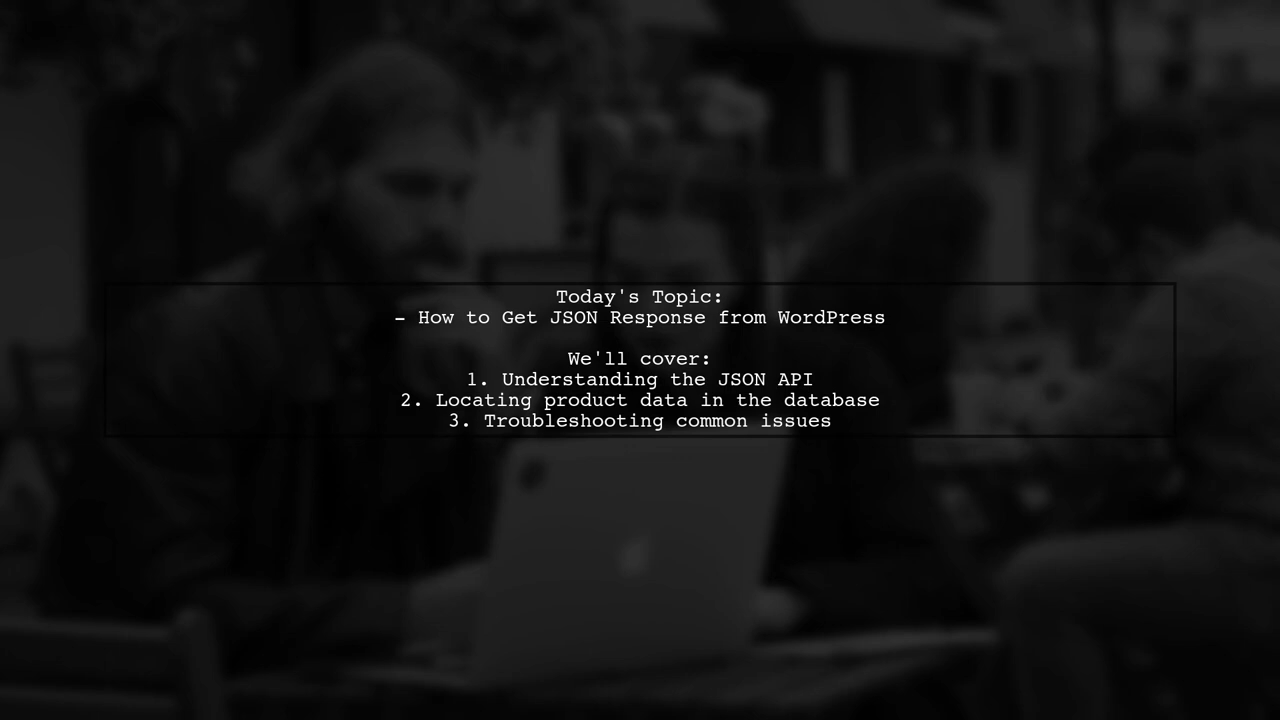 Today's Topic:
– How to Get JSON Response from WordPress
We'll cover:
1. Understanding the JSON API
2. Locating product data in the database
3. Troubleshooting common issues